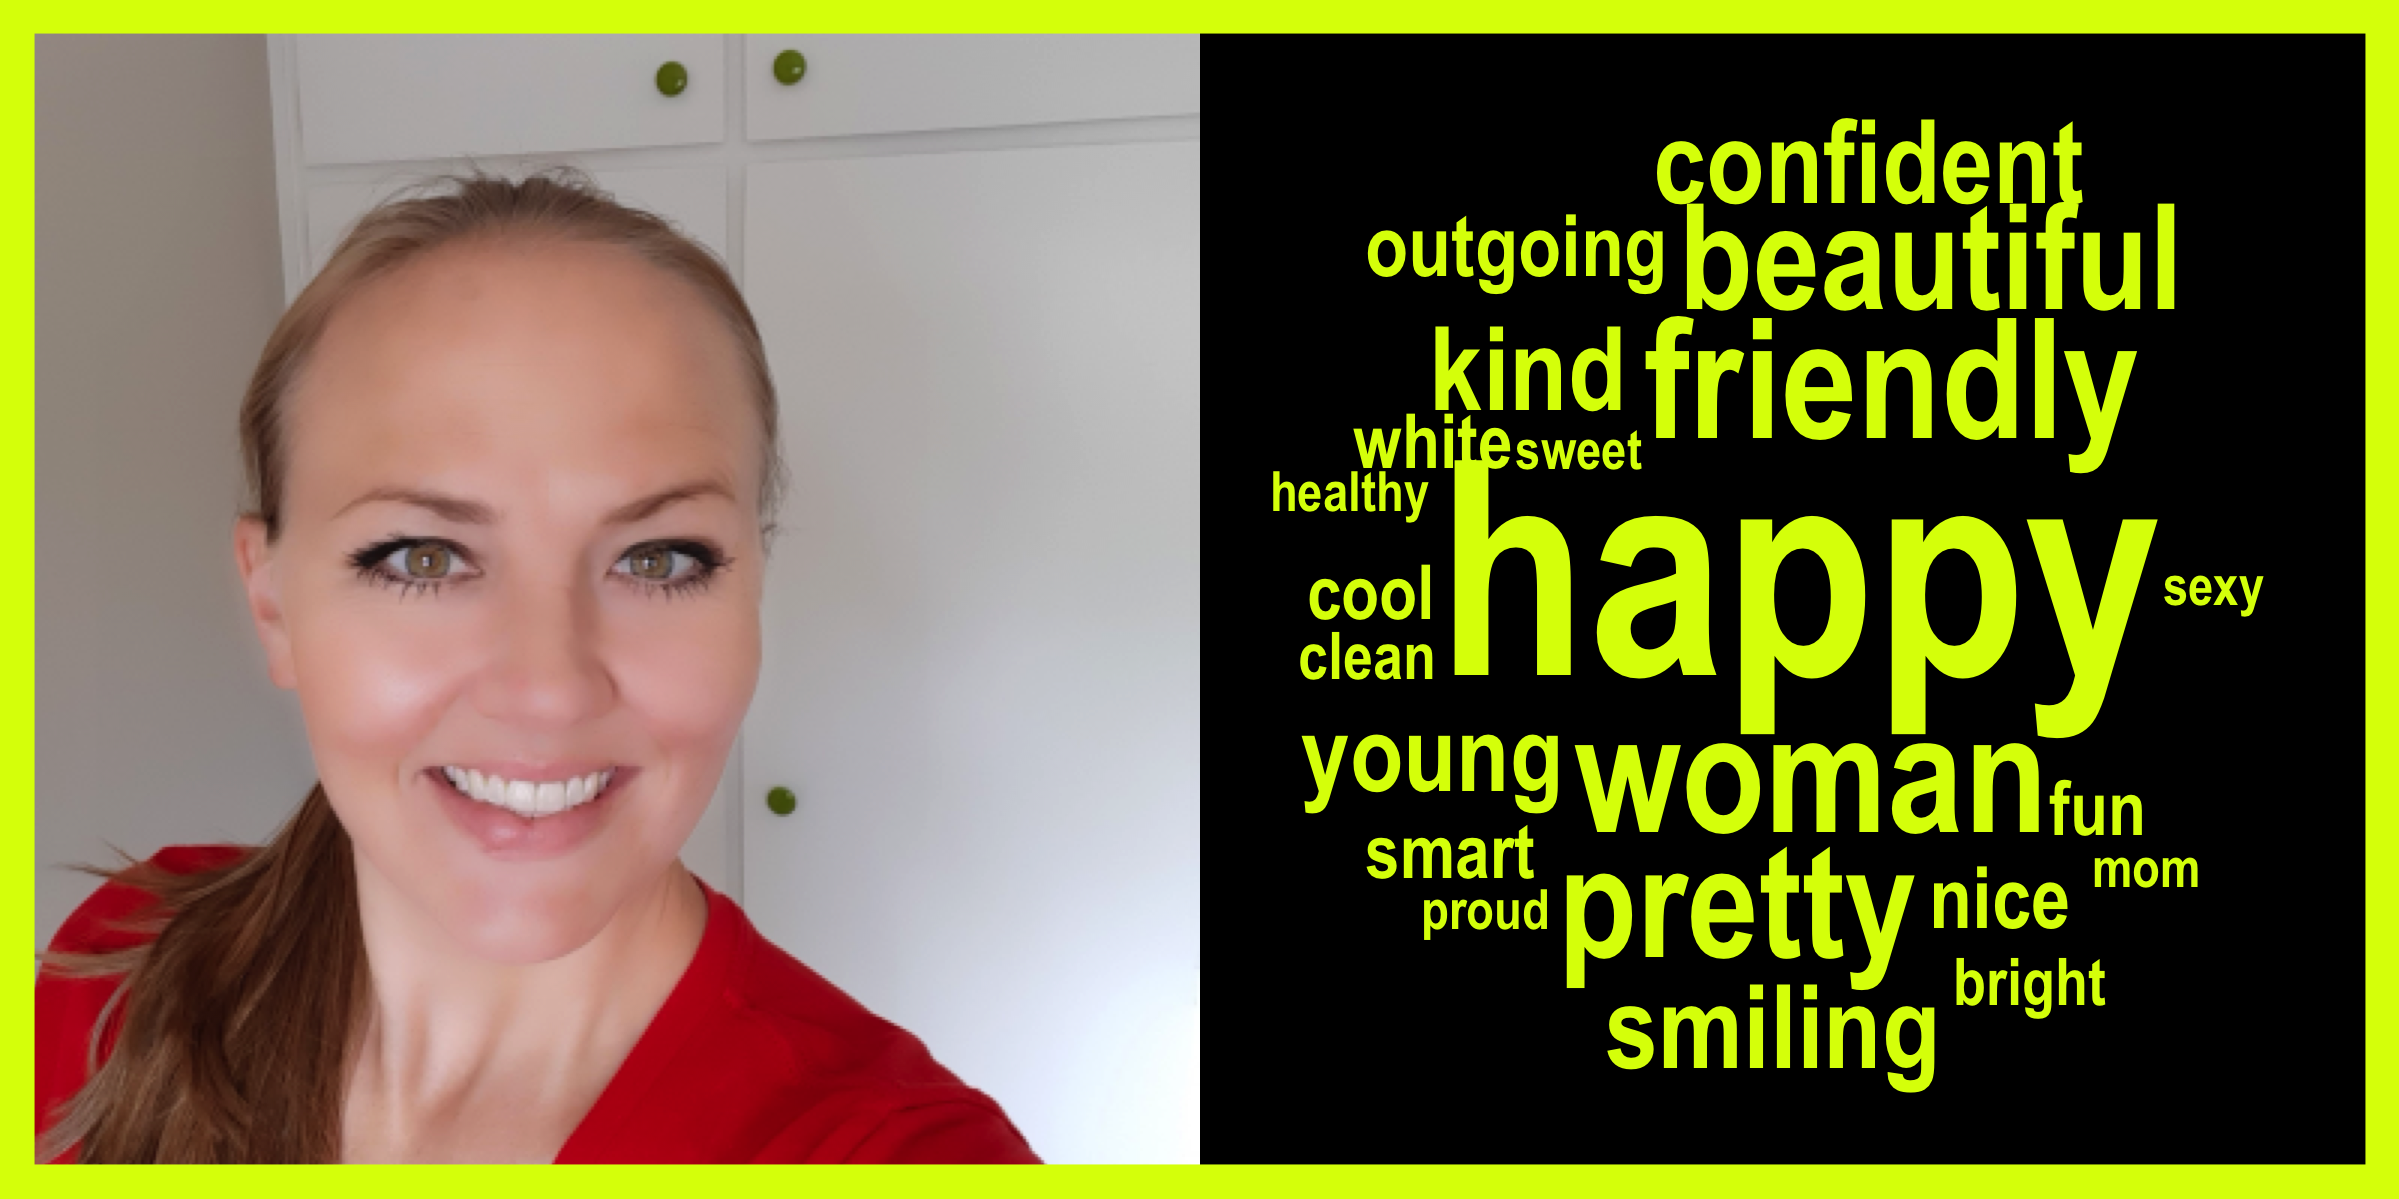 confident
outgoing beautiful
kind friendly
white sweet
healthy
happy
cool sexy
clean
young woman fun
smart mom
proud pretty nice
bright
smiling